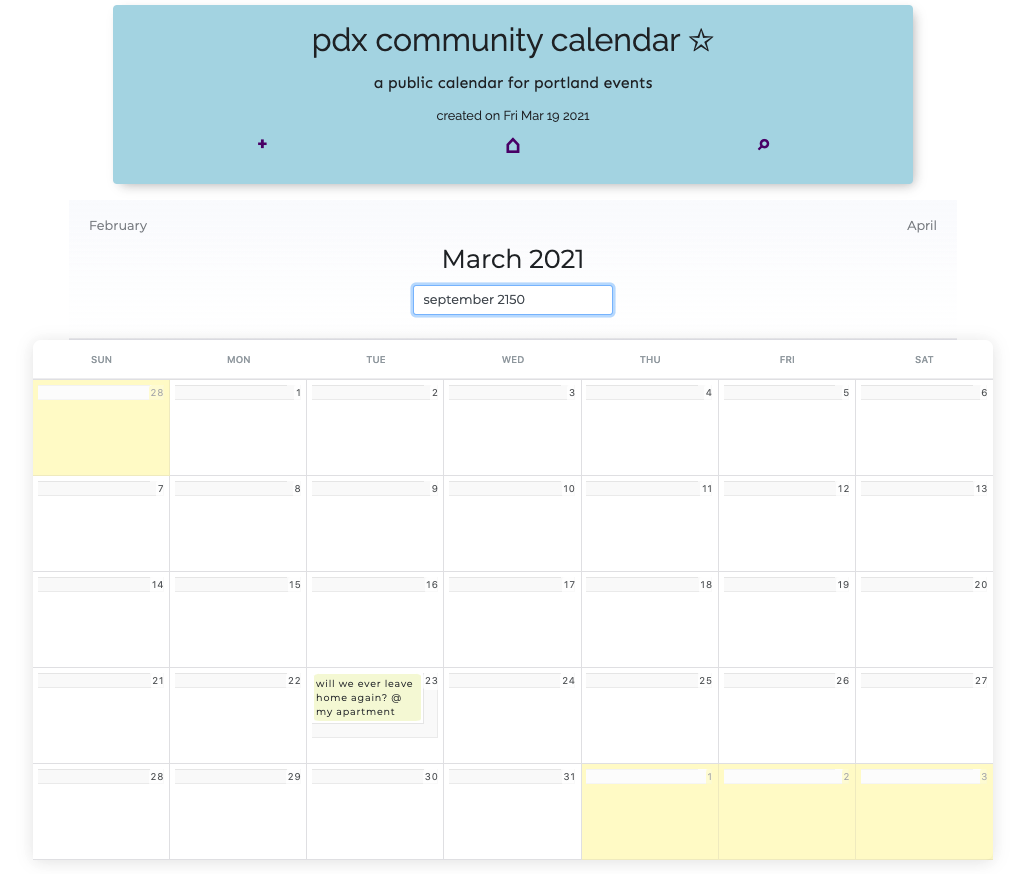 pdx community calendar ☆
a public calendar for portland events
created on Fri Mar 19 2021
February April
March 2021
september 2150
SUN MON TUE WED THU FRI SAT
28 1 2 3 4 5 6
7 8 9 10 11 12 13
14 15 16 17 18 19 20
21 22 will we ever leave 23 24 25 26 27
home again? @
my apartment
28 29 30 31 1 2 3